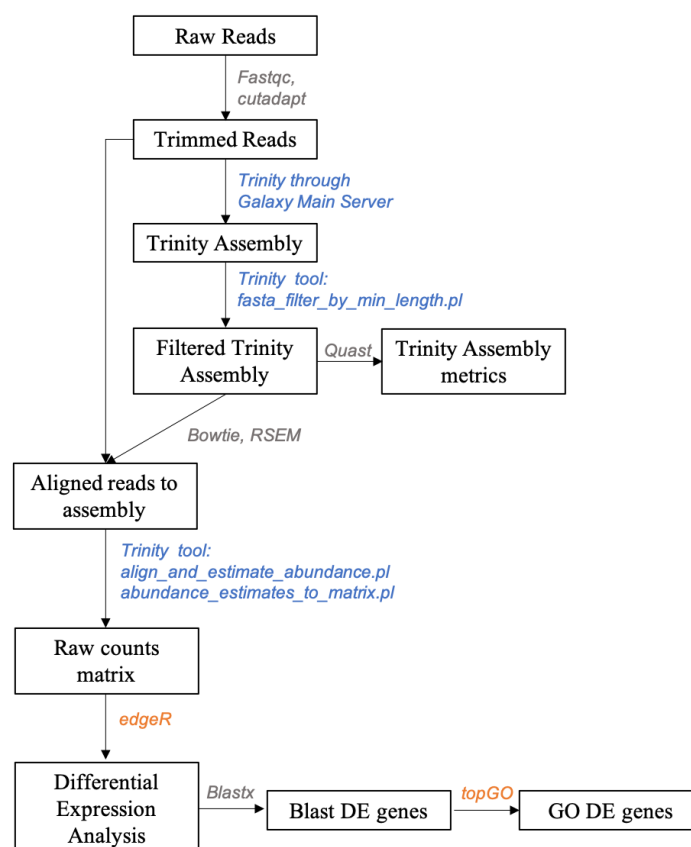 Raw Reads
Fastqc,
cutadapt
Trimmed Reads
Trinity through
Galaxy Main Server
Trinity Assembly
Trinity tool:
fasta_filter_by_min_length.pl
Filtered Trinity
Assembly
Quast
Trinity Assembly
metrics
Bowtie, RSEM
Aligned reads to
assembly
Trinity tool:
align_and_estimate_abundance.pl
abundance_estimates_to_matrix.pl
Raw counts
matrix
edgeR
Differential
Expression
Analysis
Blastx
Blast DE genes
topGO
GO DE genes